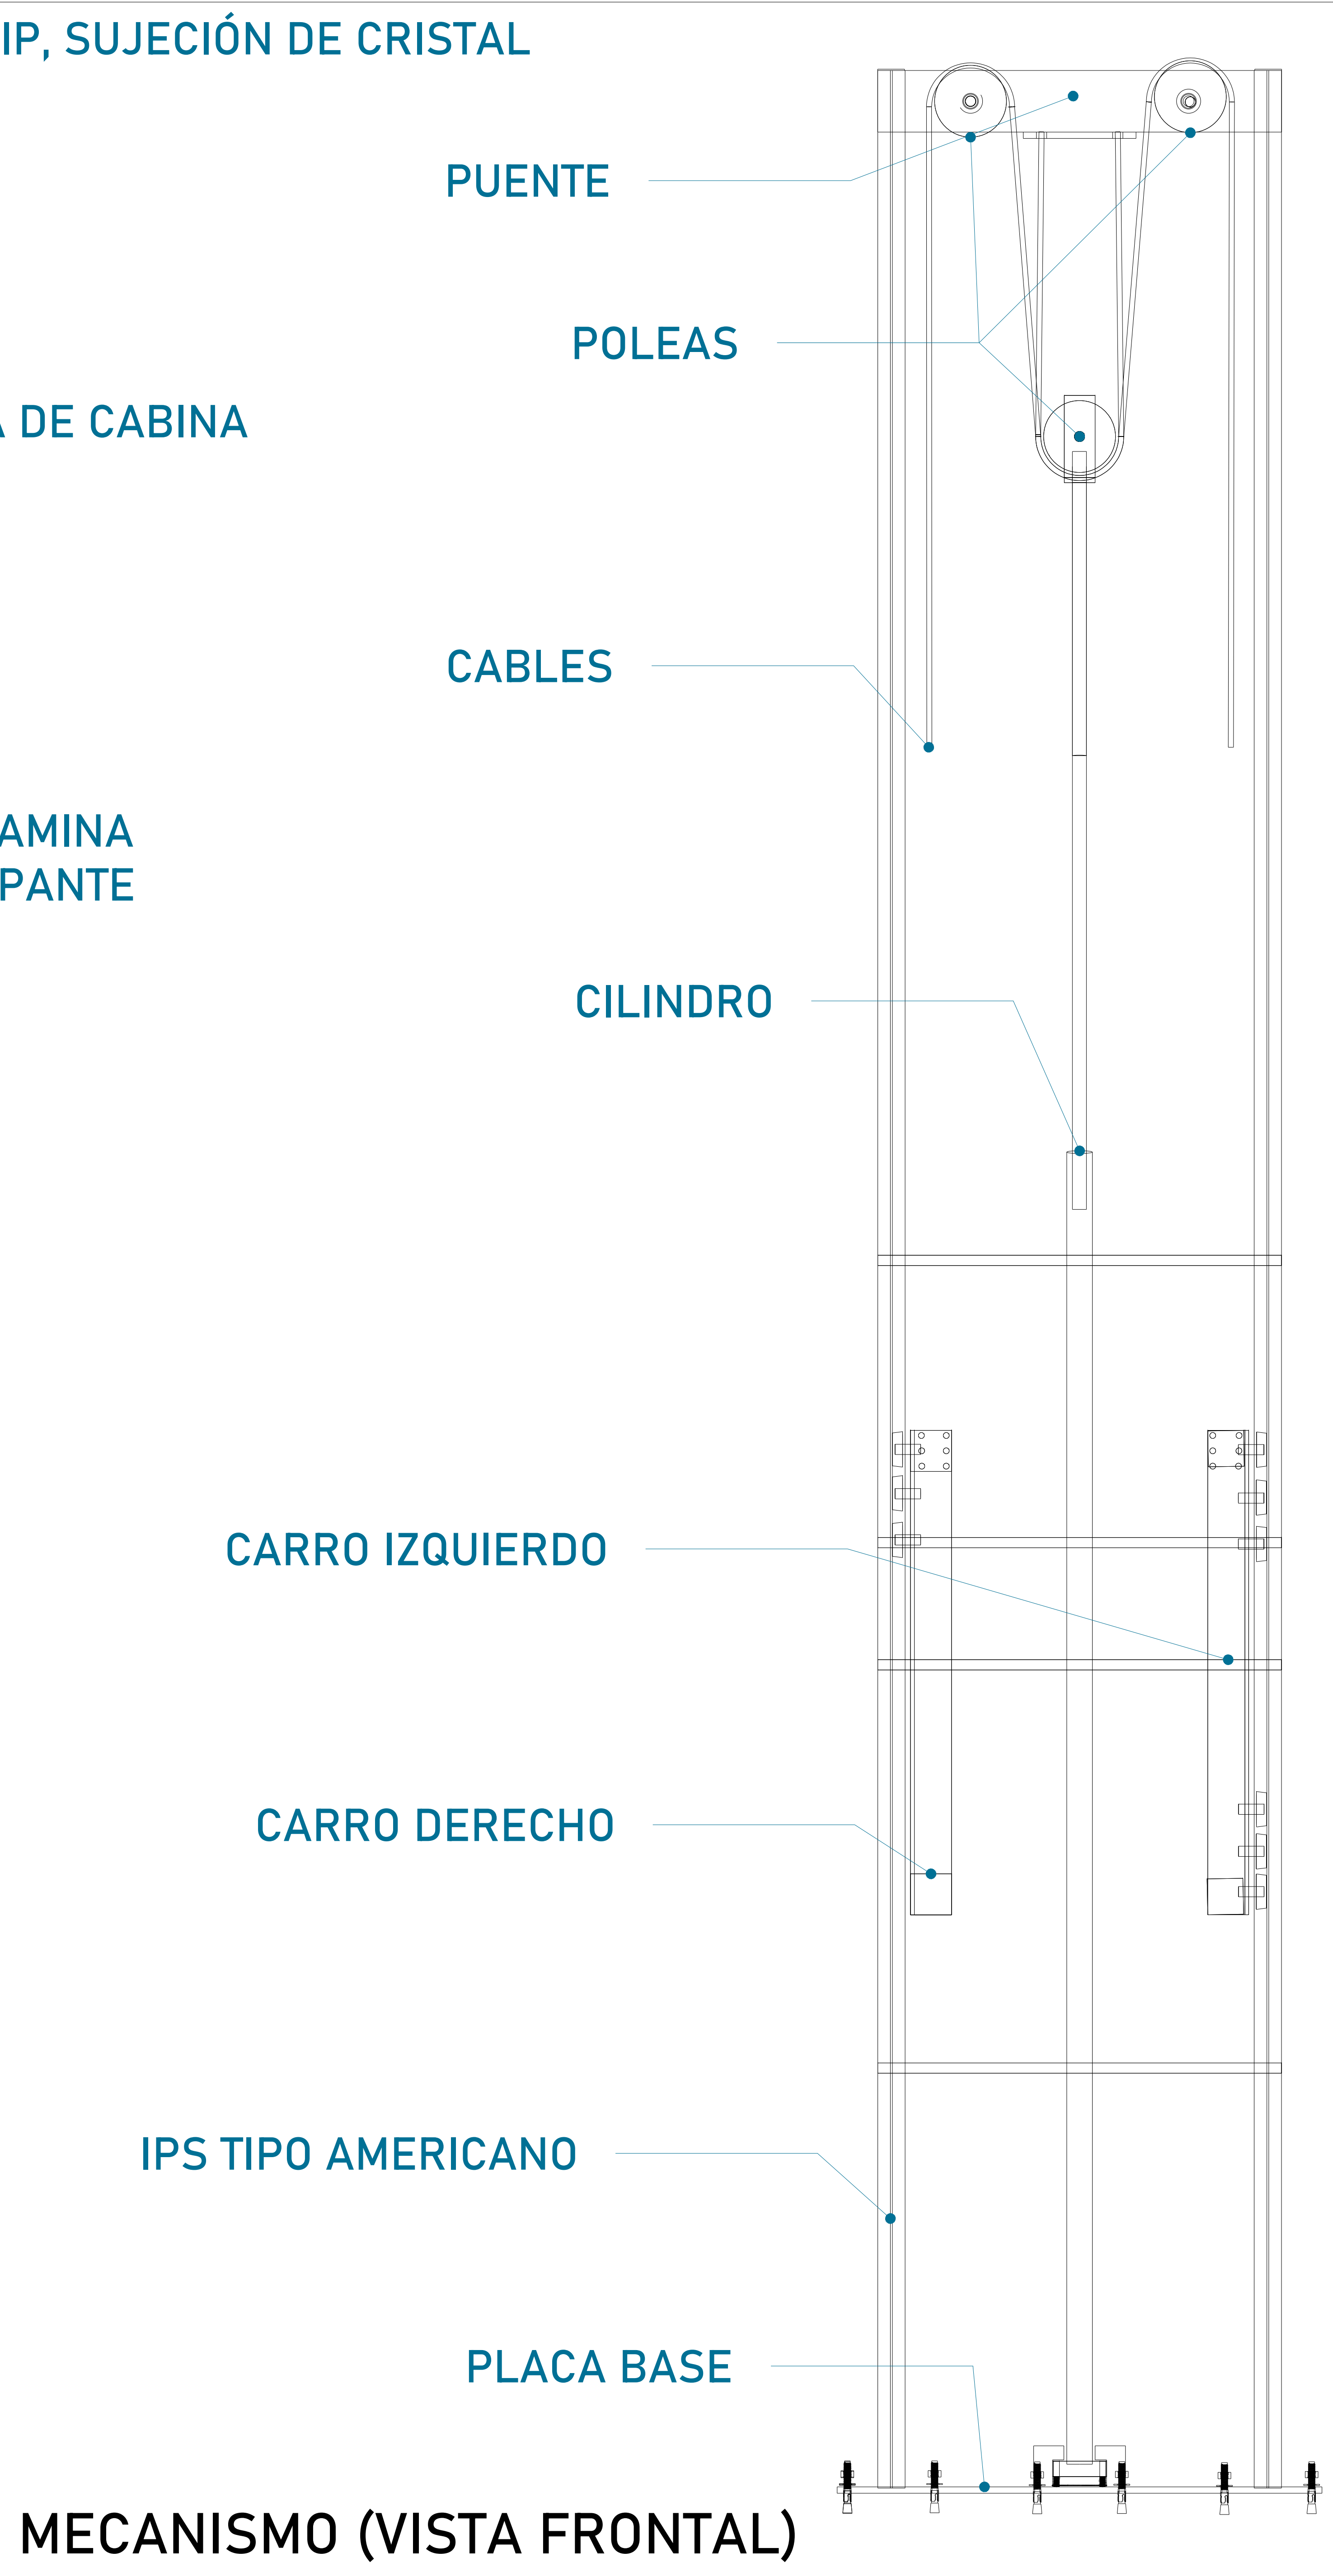 IP, SUJECIÓN DE CRISTAL
PUENTE
POLEAS
A DE CABINA
CABLES
AMINA
PANTE
CILINDRO
CARRO IZQUIERDO
CARRO DERECHO
IPS TIPO AMERICANO
PLACA BASE
MECANISMO (VISTA FRONTAL)